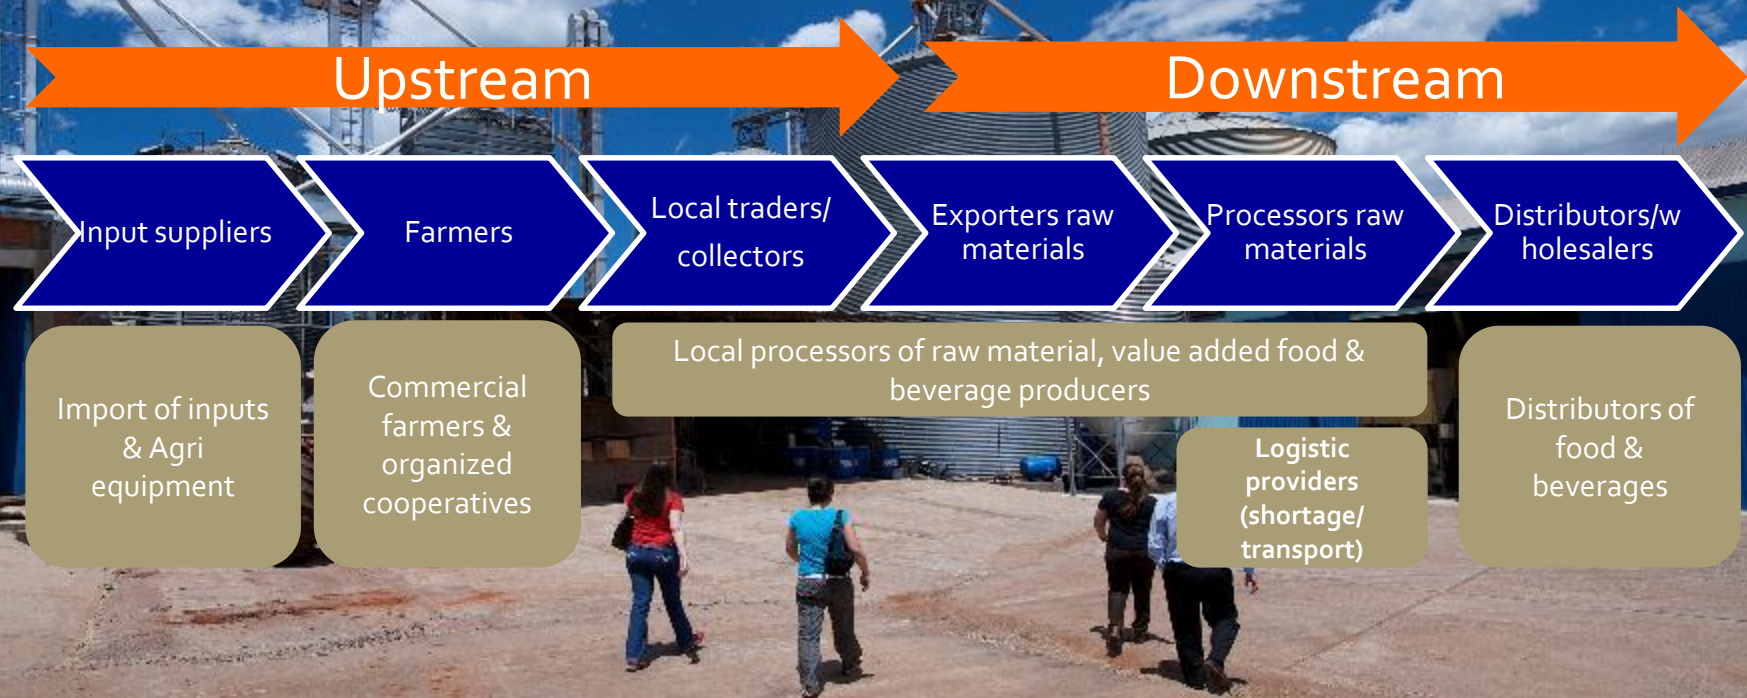 Upstream
Downstream
Input suppliers
Farmers
Local traders/
collectors
Exporters raw
materials
Processors raw
materials
Distributors/w
holesalers
Import of inputs
& Agri
equipment
Commercial
farmers &
organized
cooperatives
Local processors of raw material, value added food &
beverage producers
Logistic
providers
(shortage/
transport)
Distributors of
food &
beverages